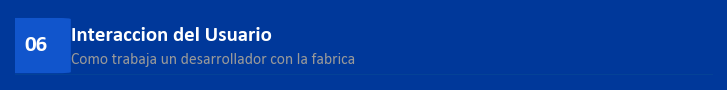 06
Interaccion del Usuario
Como trabaja un desarrollador con la fabrica